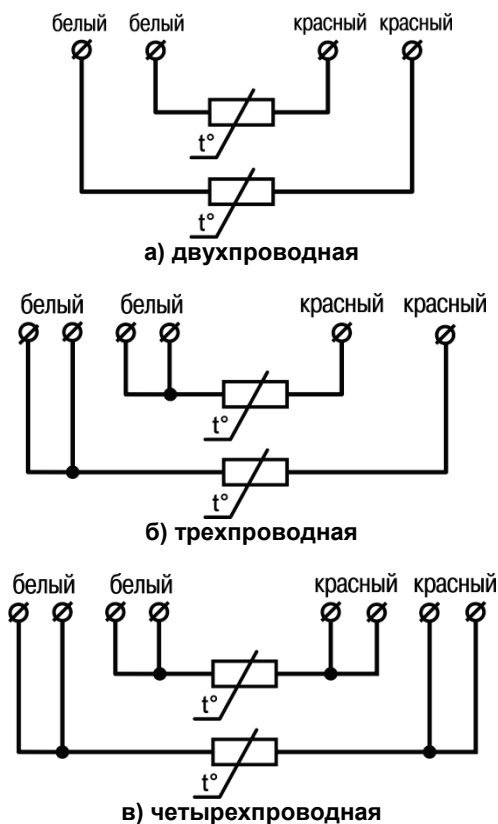 белый белый красный красный
t°
t°
а) двухпроводная
белый белый красный красный
t°
t°
б) трехпроводная
белый белый красный красный
t°
t°
в) четырехпроводная